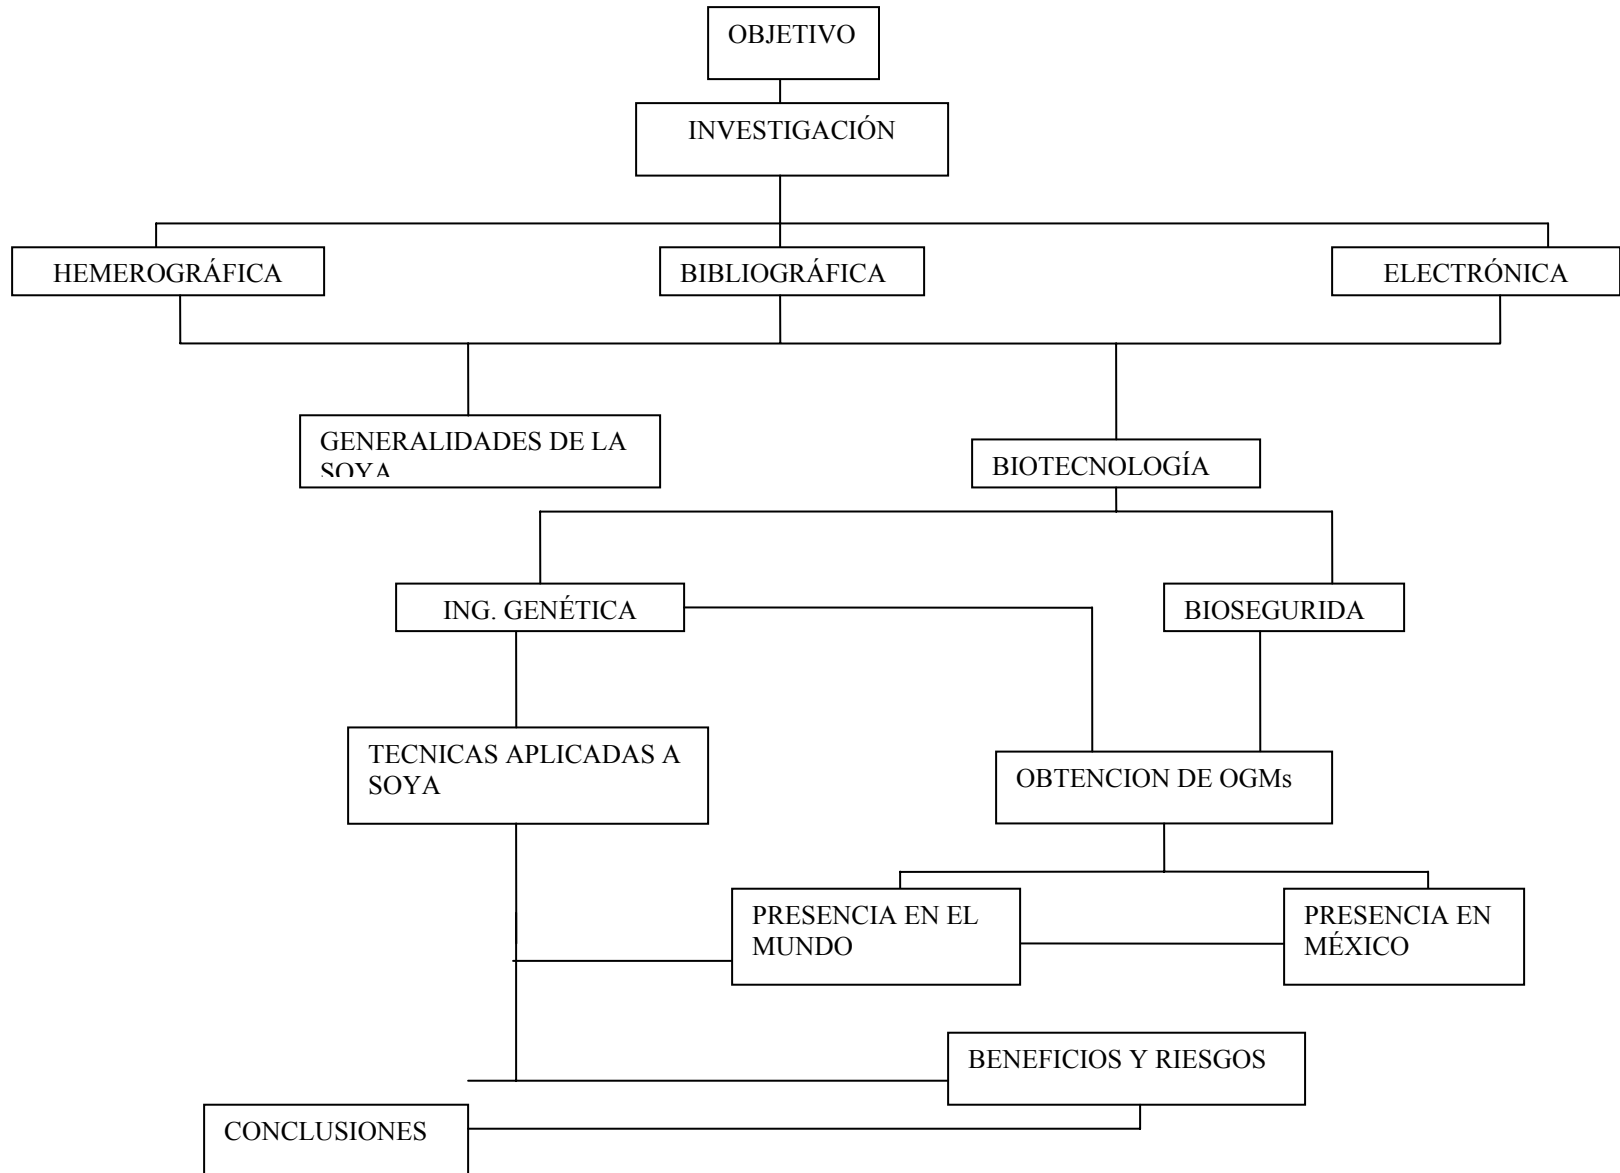 OBJETIVO
INVESTIGACIÓN
HEMEROGRÁFICA
BIBLIOGRÁFICA
ELECTRÓNICA
GENERALIDADES DE LA
SOYA
BIOTECNOLOGÍA
ING. GENÉTICA
BIOSEGURIDA
TECNICAS APLICADAS A
SOYA
OBTENCION DE OGMs
PRESENCIA EN EL
MUNDO
PRESENCIA EN
MÉXICO
BENEFICIOS Y RIESGOS
CONCLUSIONES